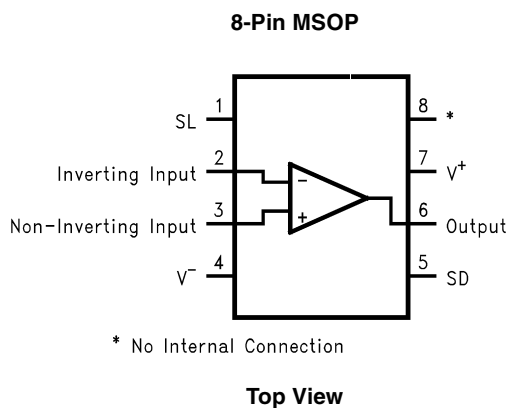 8-Pin MSOP
SL 1
8 *
Inverting Input 2
7 V+
Non-Inverting Input 3
6 Output
V− 4
5 SD
−
+
* No Internal Connection
Top View